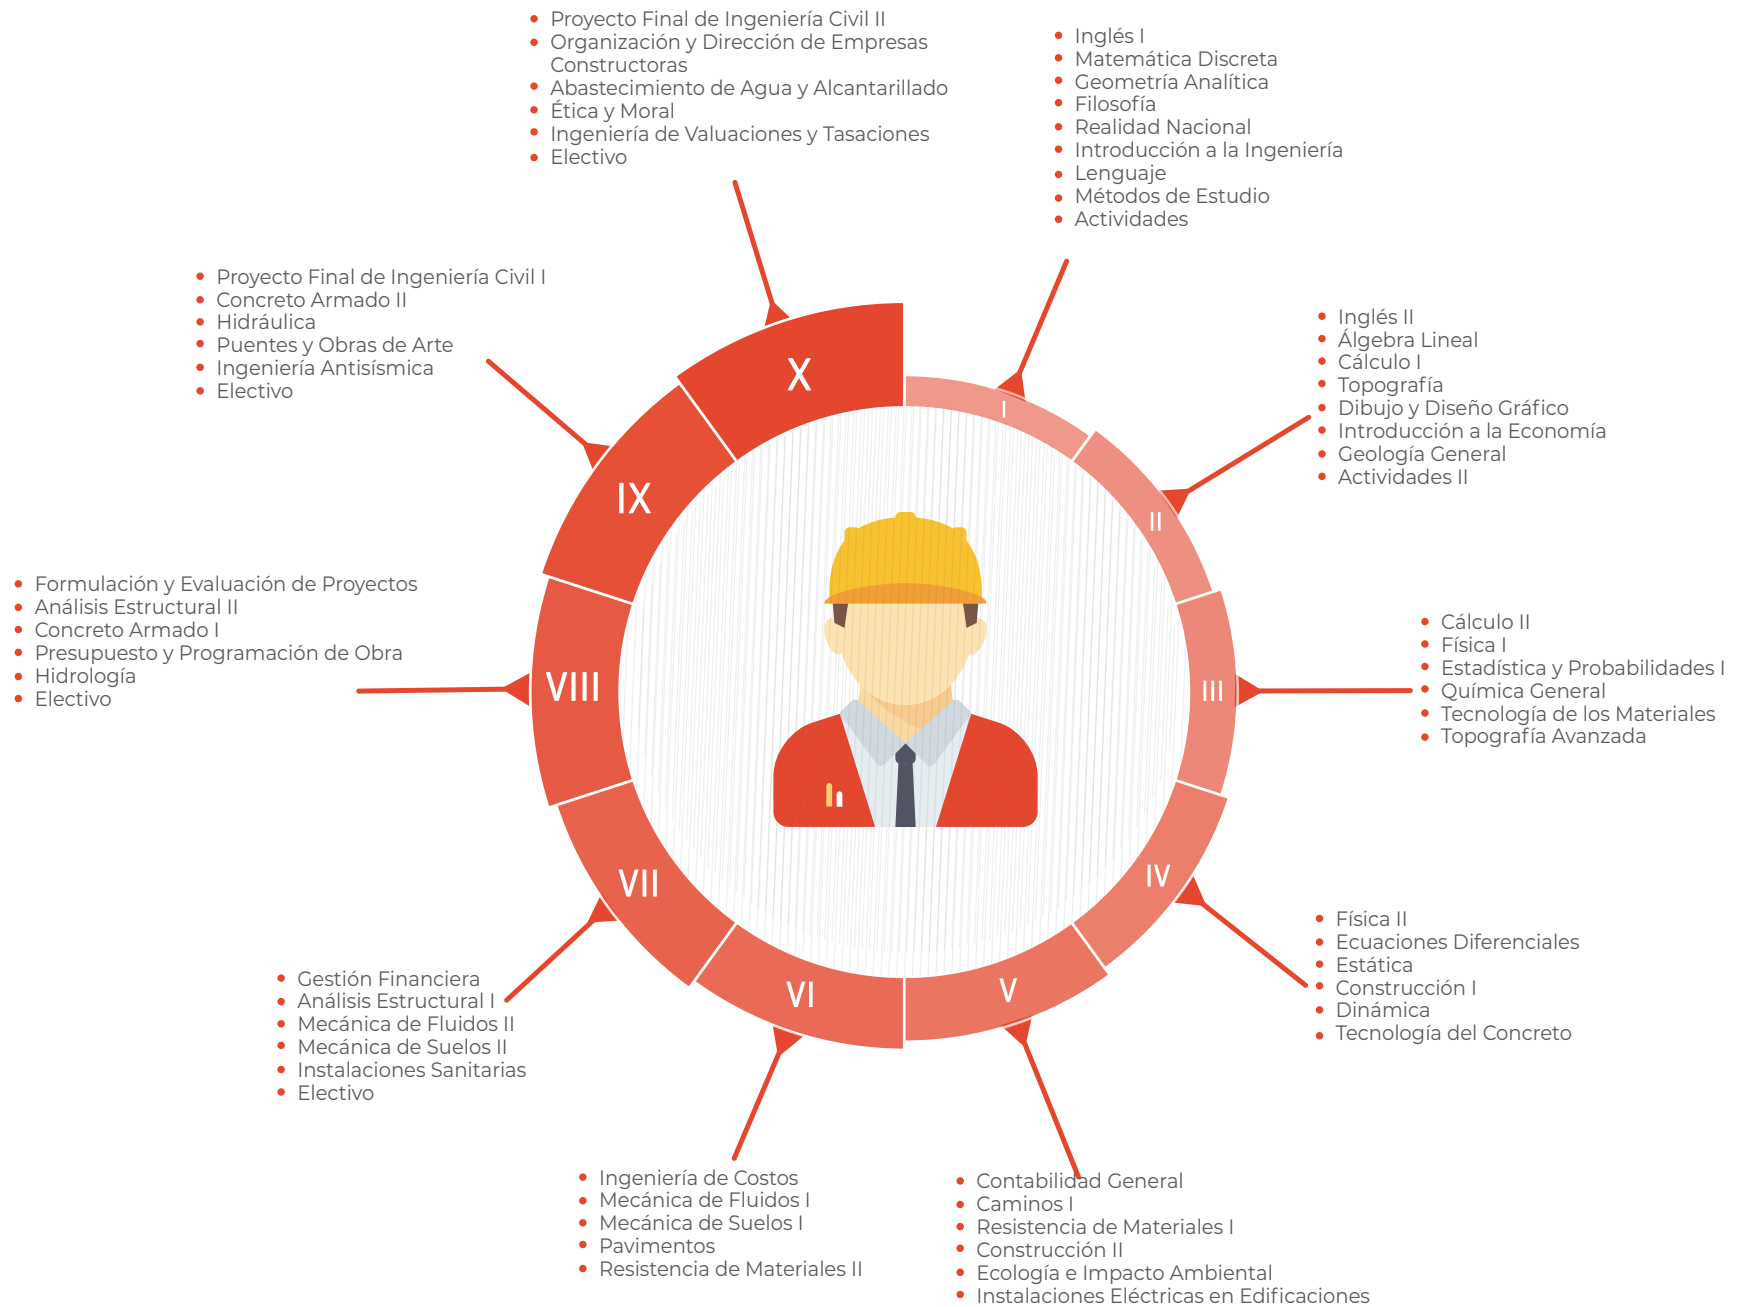 I
Inglés I
Matemática Discreta
Geometría Analítica
Filosofía
Realidad Nacional
Introducción a la Ingeniería
Lenguaje
Métodos de Estudio
Actividades
II
Inglés II
Álgebra Lineal
Cálculo I
Topografía
Dibujo y Diseño Gráfico
Introducción a la Economía
Geología General
Actividades II
III
Cálculo II
Física I
Estadística y Probabilidades I
Química General
Tecnología de los Materiales
Topografía Avanzada
IV
Física II
Ecuaciones Diferenciales
Estática
Construcción I
Dinámica
Tecnología del Concreto
V
Contabilidad General
Caminos I
Resistencia de Materiales I
Construcción II
Ecología e Impacto Ambiental
Instalaciones Eléctricas en Edificaciones
VI
Ingeniería de Costos
Mecánica de Fluidos I
Mecánica de Suelos I
Pavimentos
Resistencia de Materiales II
VII
Gestión Financiera
Análisis Estructural I
Mecánica de Fluidos II
Mecánica de Suelos II
Instalaciones Sanitarias
Electivo
VIII
Formulación y Evaluación de Proyectos
Análisis Estructural II
Concreto Armado I
Presupuesto y Programación de Obra
Hidrología
Electivo
IX
Proyecto Final de Ingeniería Civil I
Concreto Armado II
Hidráulica
Puentes y Obras de Arte
Ingeniería Antisísmica
Electivo
X
Proyecto Final de Ingeniería Civil II
Organización y Dirección de Empresas
Constructoras
Abastecimiento de Agua y Alcantarillado
Ética y Moral
Ingeniería de Valuaciones y Tasaciones
Electivo